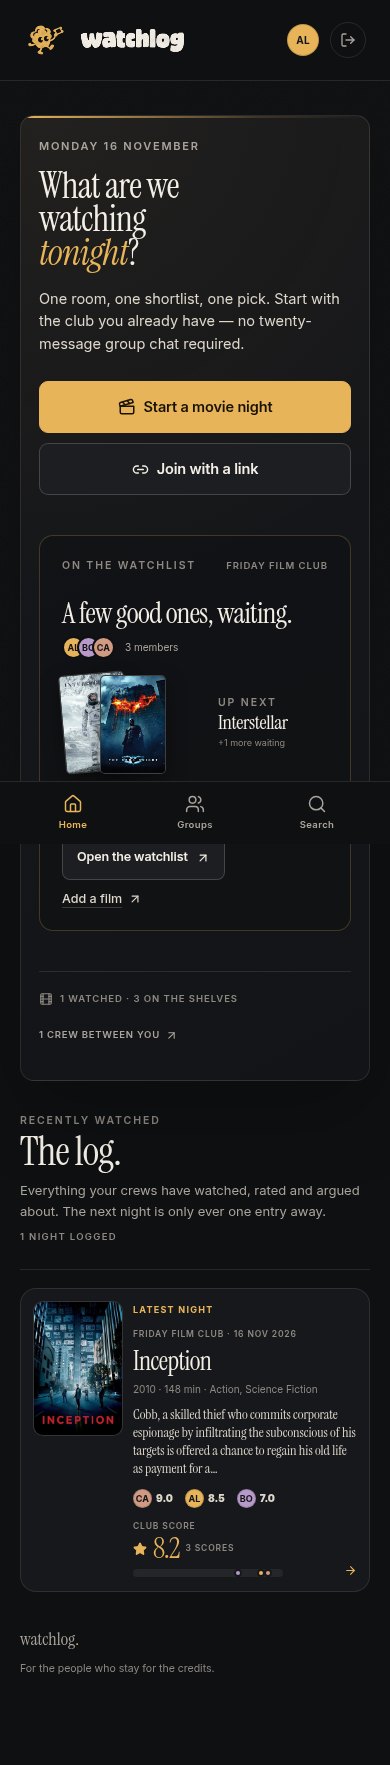 watchlog
AL
MONDAY 16 NOVEMBER
What are we
watching
tonight?
One room, one shortlist, one pick. Start with
the club you already have — no twenty-
message group chat required.
Start a movie night
Join with a link
ON THE WATCHLIST
FRIDAY FILM CLUB
A few good ones, waiting.
AL BO CA 3 members
UP NEXT
Interstellar
+1 more waiting
Home
Groups
Search
Open the watchlist
Add a film
1 WATCHED · 3 ON THE SHELVES
1 CREW BETWEEN YOU
RECENTLY WATCHED
The log.
Everything your crews have watched, rated and argued
about. The next night is only ever one entry away.
1 NIGHT LOGGED
INCEPTION
LATEST NIGHT
FRIDAY FILM CLUB · 16 NOV 2026
Inception
2010 · 148 min · Action, Science Fiction
Cobb, a skilled thief who commits corporate
espionage by infiltrating the subconscious of his
targets is offered a chance to regain his old life
as payment for a...
CA 9.0 AL 8.5 BO 7.0
CLUB SCORE
8.2 3 SCORES
watchlog.
For the people who stay for the credits.